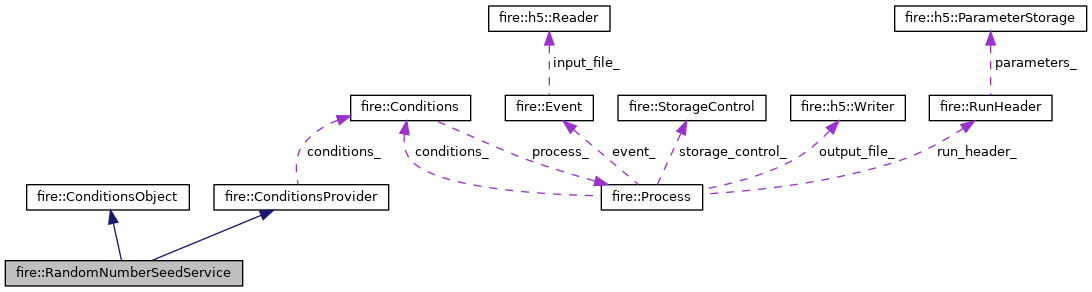 fire::h5::Reader
fire::h5::ParameterStorage
input_file_
parameters_
fire::Conditions
fire::Event
fire::StorageControl
fire::h5::Writer
fire::RunHeader
conditions_
conditions_
process_
event_
storage_control_
output_file_
run_header_
fire::ConditionsObject
fire::ConditionsProvider
fire::Process
fire::RandomNumberSeedService